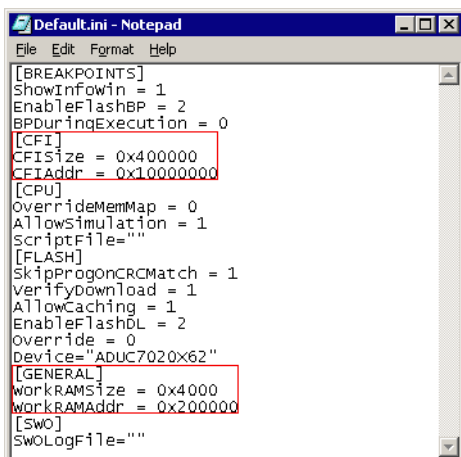 Default.ini - Notepad
File Edit Format Help
[BREAKPOINTS]
ShowInfoWin = 1
EnableFlashBP = 2
BPDuringExecution = 0
[CFI]
CFISize = 0x400000
CFIAddr = 0x10000000
[CPU]
OverrideMemMap = 0
AllowSimulation = 1
ScriptFile=""
[FLASH]
SkipProgOnCRCMatch = 1
VerifyDownload = 1
AllowCaching = 1
EnableFlashDL = 2
Override = 0
Device="ADUC7020X62"
[GENERAL]
WorkRAMSize = 0x4000
WorkRAMAddr = 0x200000
[SWO]
SWOLogFile=""